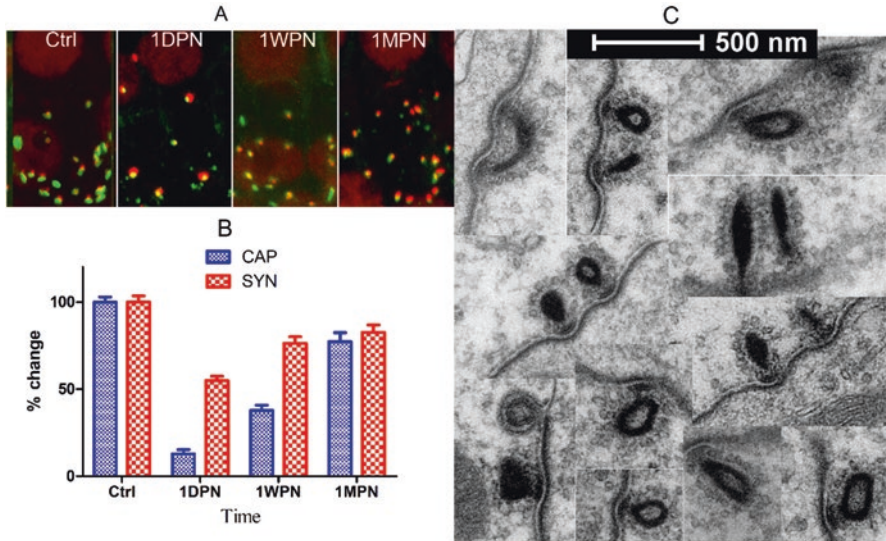 A
Ctrl 1DPN 1WPN 1MPN
B
CAP
SYN
% change
100
50
0
Ctrl 1DPN 1WPN 1MPN
Time
C
500 nm